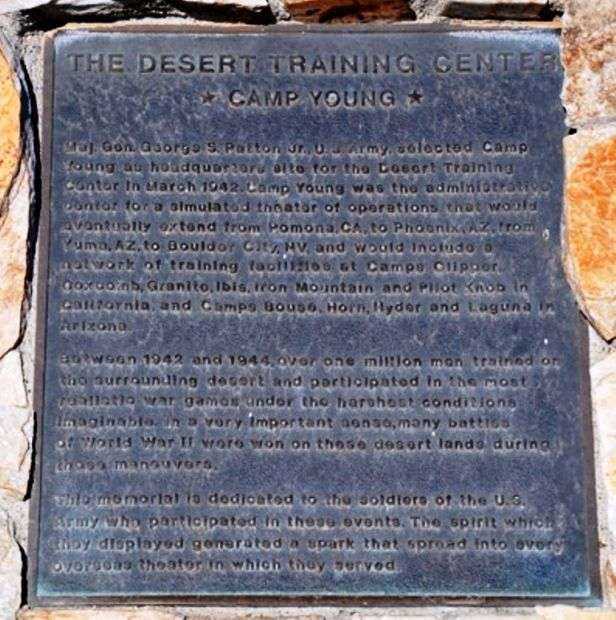 THE DESERT TRAINING CENTER
★ CAMP YOUNG ★
Maj. Gen. George S. Patton Jr., U.S. Army, selected Camp
Young as headquarters site for the Desert Training
Center in March 1942. Camp Young was the administrative
center for a simulated theater of operations that would
eventually extend from Pomona, CA, to Phoenix, AZ, from
Yuma, AZ, to Boulder City, NV, and would include a
network of training facilities at Camps Clipper,
Coxcomb, Granite, Ibis, Iron Mountain and Pilot Knob in
California, and Camps Bouse, Horn, Hyder and Laguna in
Arizona.
Between 1942 and 1944, over one million men trained on
the surrounding desert and participated in the most
realistic war games under the harshest conditions
imaginable. In a very important sense, many battles
of World War II were won on these desert lands during
those maneuvers.
This memorial is dedicated to the soldiers of the U.S.
Army who participated in these events. The spirit which
they displayed generated a spark that spread into every
overseas theater in which they served.